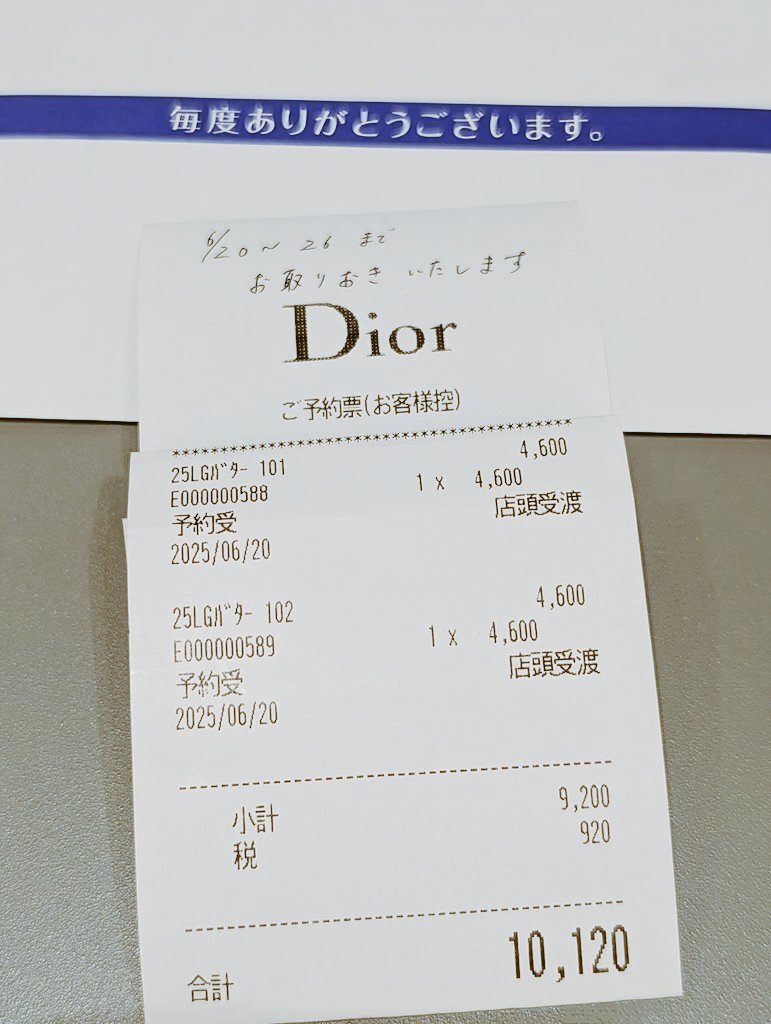 毎度ありがとうございます。
6/20〜26まで
お取りおきいたします
Dior
ご予約票(お客様控)
****************************************
25LGバター 101 4,600
E000000588 1 x 4,600
予約受 店頭受渡
2025/06/20
25LGバター 102 4,600
E000000589 1 x 4,600
予約受 店頭受渡
2025/06/20
小計 9,200
税 920
合計 10,120